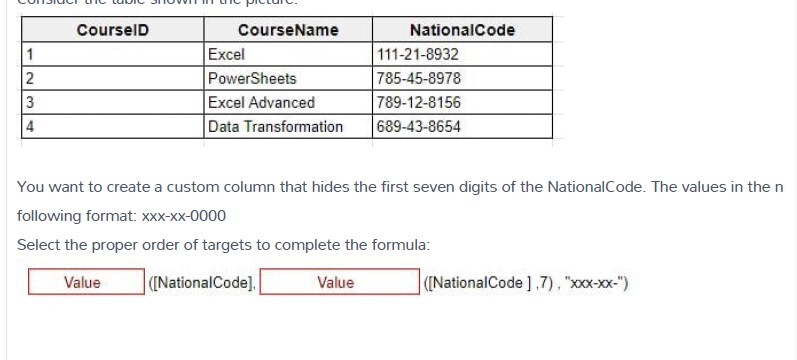 CourseID CourseName NationalCode
1 Excel 111-21-8932
2 PowerSheets 785-45-8978
3 Excel Advanced 789-12-8156
4 Data Transformation 689-43-8654
You want to create a custom column that hides the first seven digits of the NationalCode. The values in the n
following format: xxx-xx-0000
Select the proper order of targets to complete the formula:
Value ([NationalCode], Value ([NationalCode ] ,7) , "xxx-xx-")